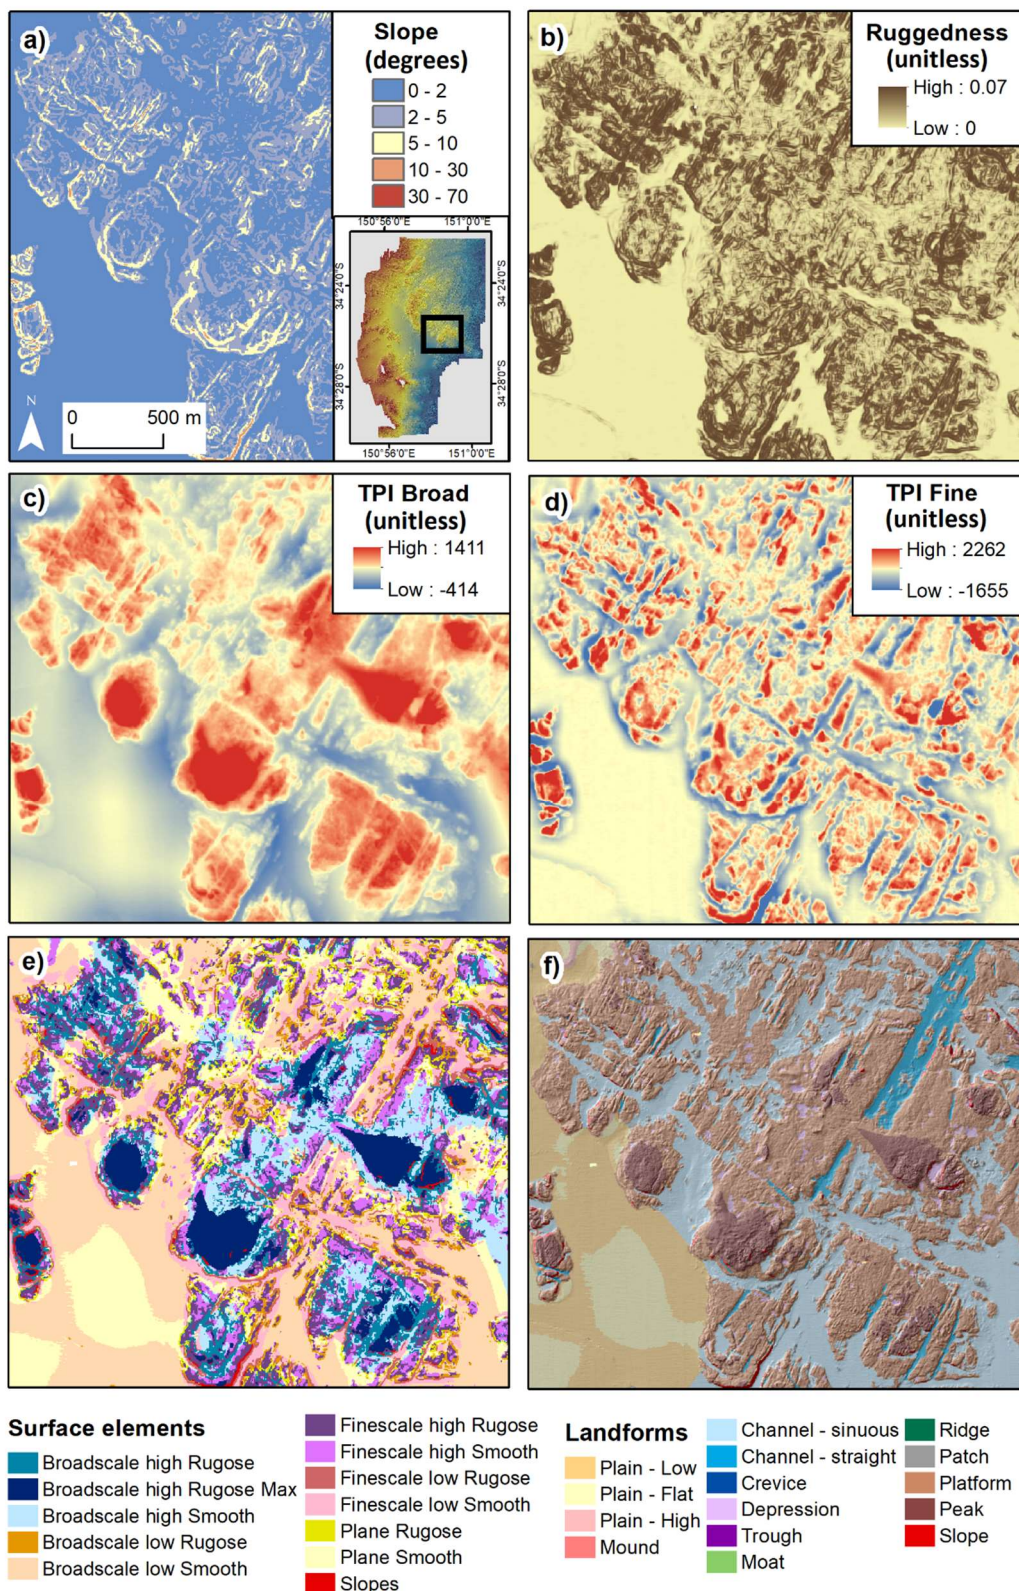 a)
Slope
(degrees)
0 - 2
2 - 5
5 - 10
10 - 30
30 - 70
150°56'0"E
151°0'0"E
34°24'0"S
34°28'0"S
34°24'0"S
34°28'0"S
150°56'0"E
151°0'0"E
N
0
500 m
b)
Ruggedness
(unitless)
High : 0.07
Low : 0
c)
TPI Broad
(unitless)
High : 1411
Low : -414
d)
TPI Fine
(unitless)
High : 2262
Low : -1655
e)
f)
Surface elements
Broadscale high Rugose
Broadscale high Rugose Max
Broadscale high Smooth
Broadscale low Rugose
Broadscale low Smooth
Finescale high Rugose
Finescale high Smooth
Finescale low Rugose
Finescale low Smooth
Plane Rugose
Plane Smooth
Slopes
Landforms
Plain - Low
Plain - Flat
Plain - High
Mound
Channel - sinuous
Channel - straight
Crevice
Depression
Trough
Moat
Ridge
Patch
Platform
Peak
Slope